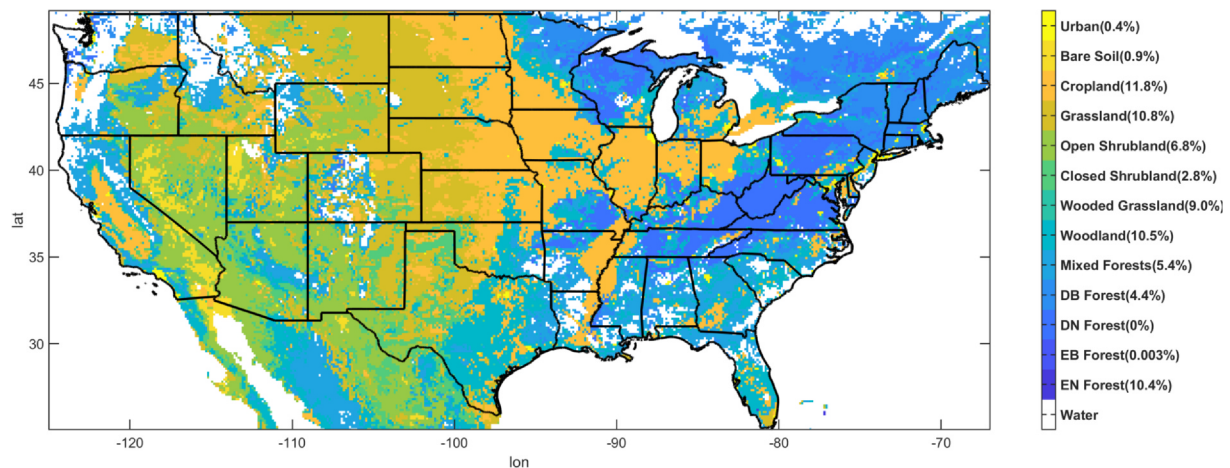 45
40
35
30
lat
-120
-110
-100
-90
-80
-70
lon
Urban(0.4%)
Bare Soil(0.9%)
Cropland(11.8%)
Grassland(10.8%)
Open Shrubland(6.8%)
Closed Shrubland(2.8%)
Wooded Grassland(9.0%)
Woodland(10.5%)
Mixed Forests(5.4%)
DB Forest(4.4%)
DN Forest(0%)
EB Forest(0.003%)
EN Forest(10.4%)
Water